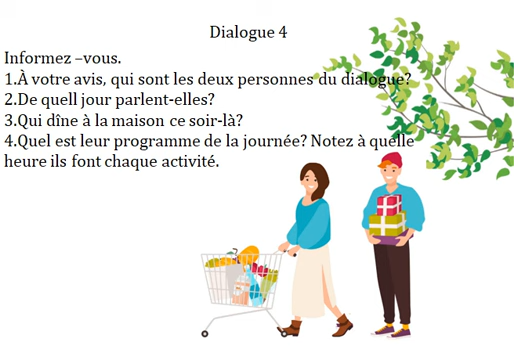 Dialogue 4
Informez –vous.
1.À votre avis, qui sont les deux personnes du dialogue?
2.De quell jour parlent-elles?
3.Qui dîne à la maison ce soir-là?
4.Quel est leur programme de la journée? Notez à quelle
heure ils font chaque activité.